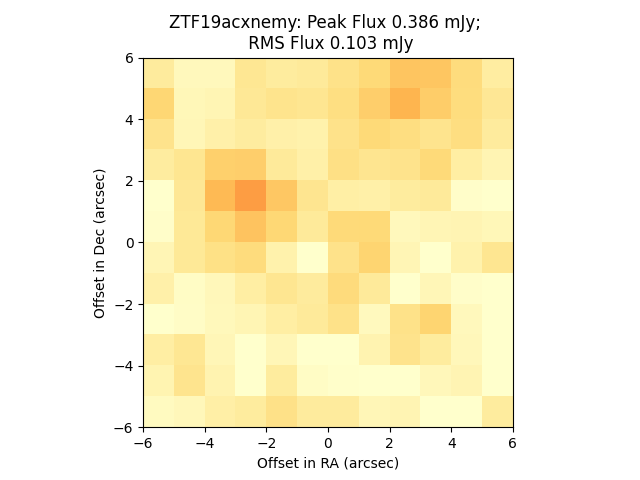 ZTF19acxnemy: Peak Flux 0.386 mJy;
RMS Flux 0.103 mJy
6
4
2
0
−2
−4
−6
Offset in Dec (arcsec)
−6 −4 −2 0 2 4 6
Offset in RA (arcsec)